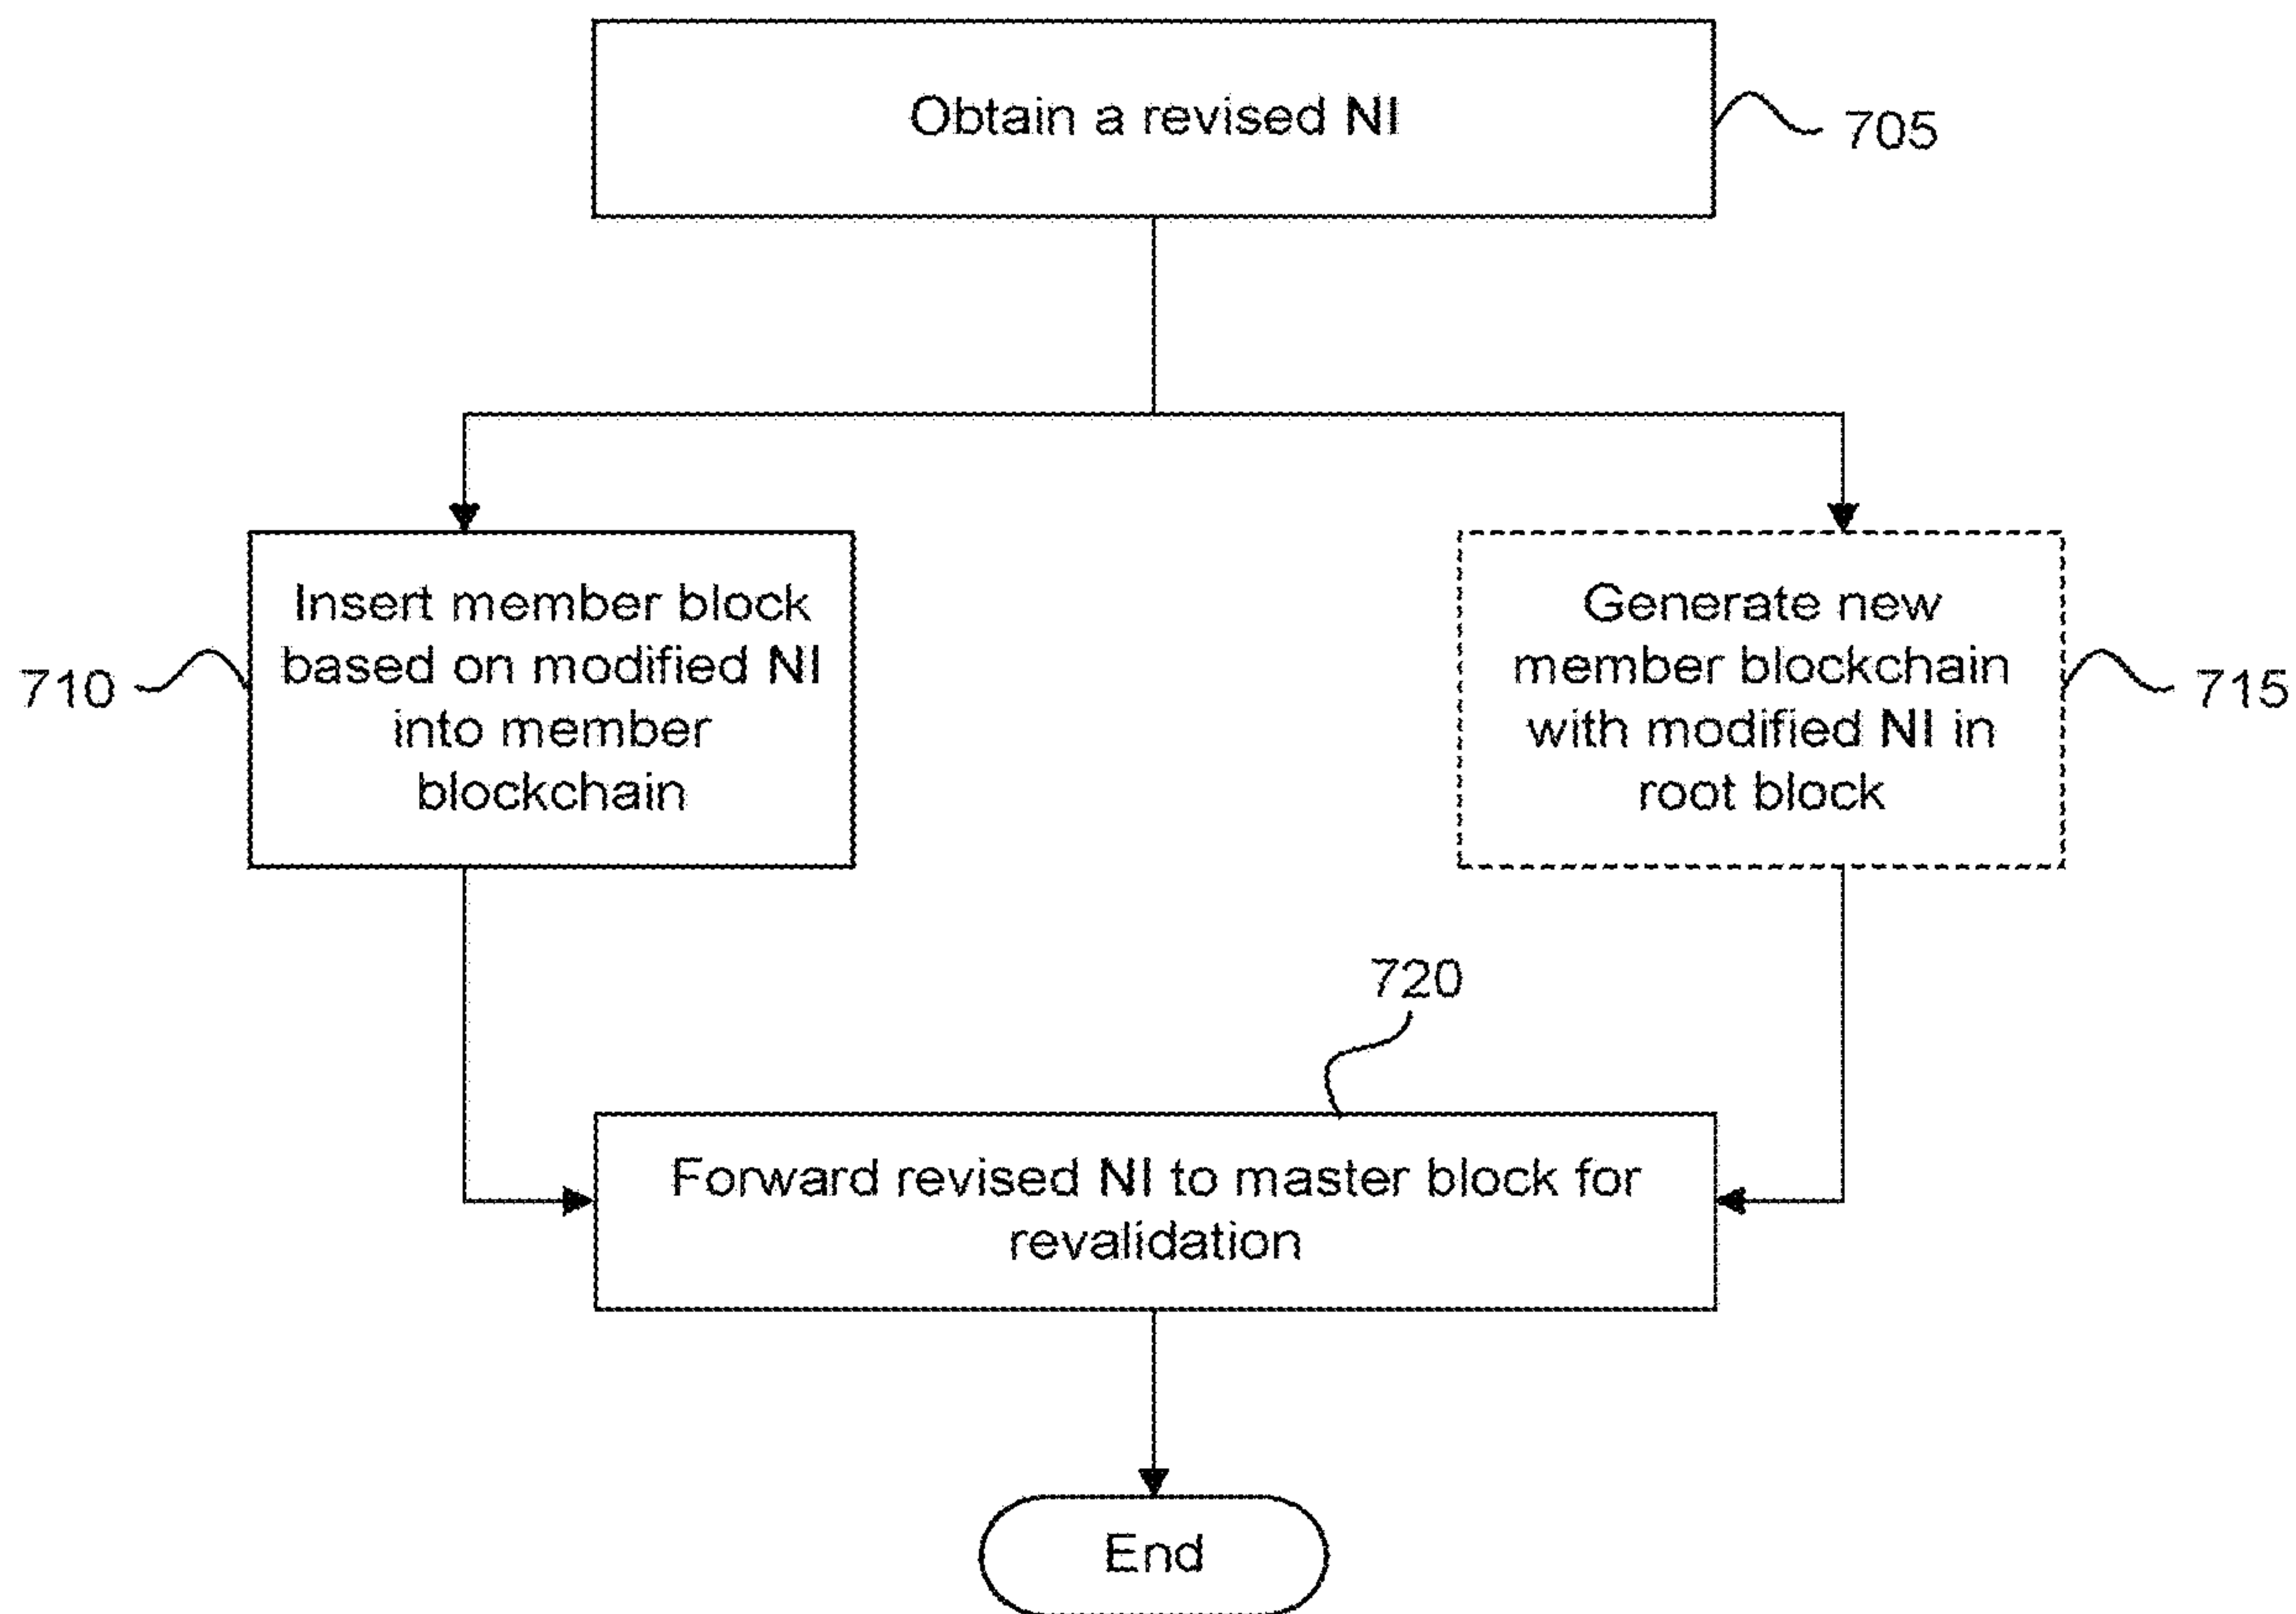 Obtain a revised NI
705
Insert member block
based on modified NI
into member
blockchain
710
Generate new
member blockchain
with modified NI in
root block
715
720
Forward revised NI to master block for
revalidation
End